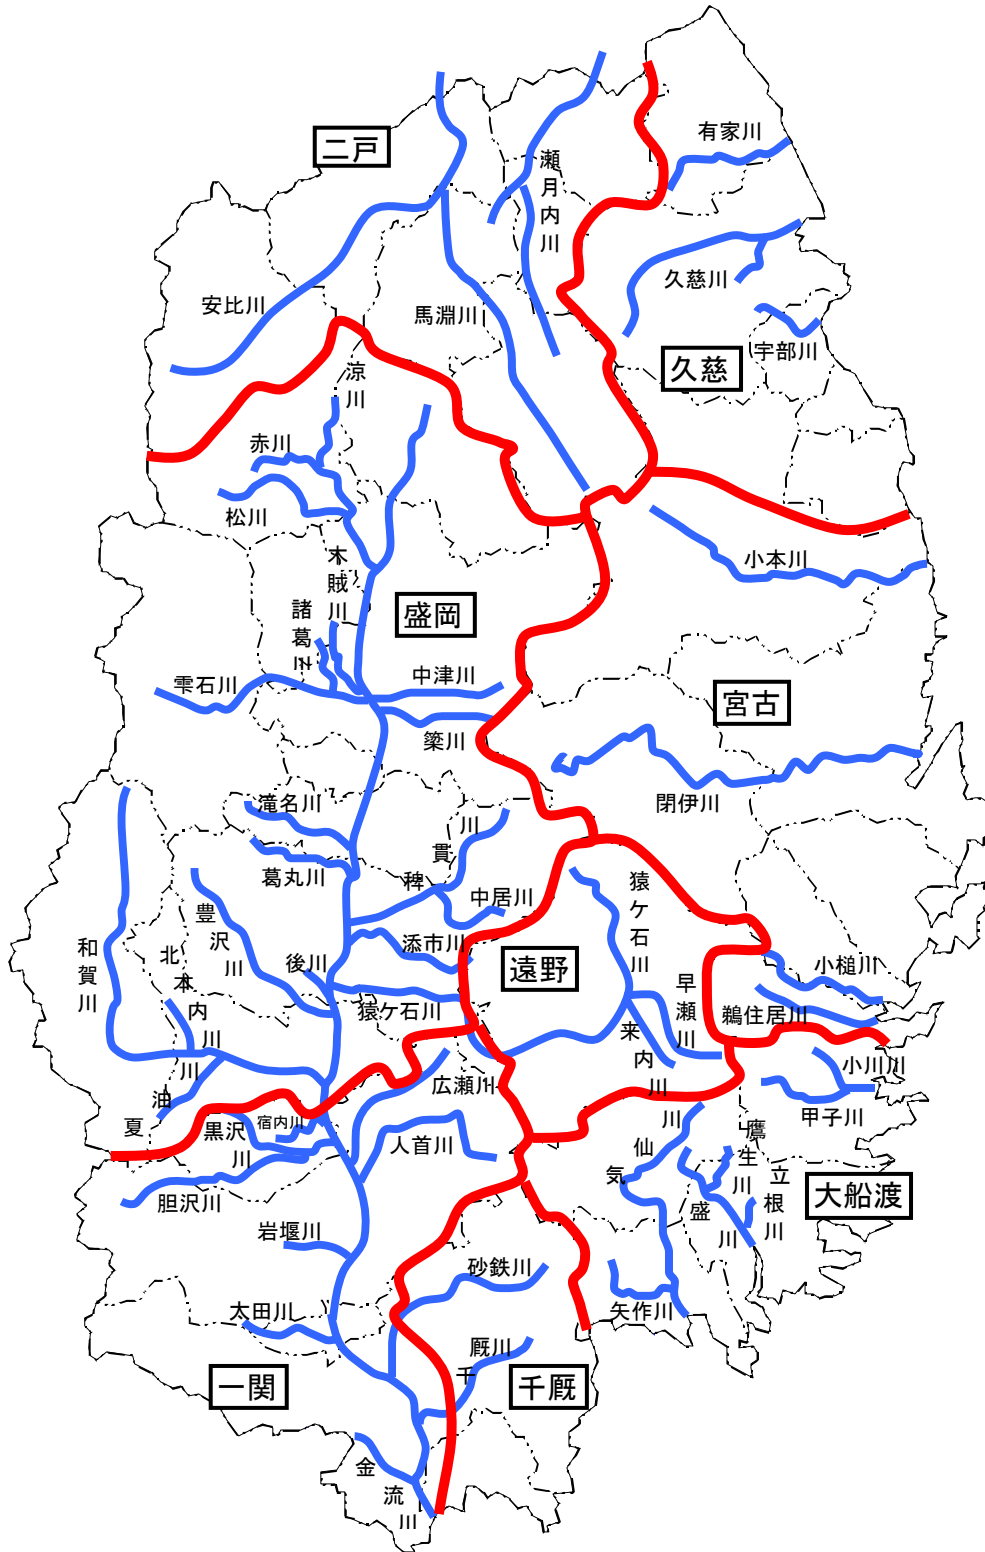 有家川
二戸
瀬月内川
久慈川
安比川
馬淵川
宇部川
久慈
涼川
赤川
松川
木賊川
小本川
諸葛川
盛岡
雫石川
中津川
宮古
簗川
滝名川
閉伊川
稗貫川
葛丸川
猿ケ石川
中居川
豊沢川
添市川
和賀川
北本内川
後川
遠野
小槌川
早瀬川
猿ケ石川
鵜住居川
来内川
小川川
広瀬川
夏油川
宿内川
黒沢川
甲子川
人首川
気仙川
鷹生川
立根川
胆沢川
大船渡
盛川
岩堰川
砂鉄川
太田川
矢作川
千厩川
一関
千厩
金流川